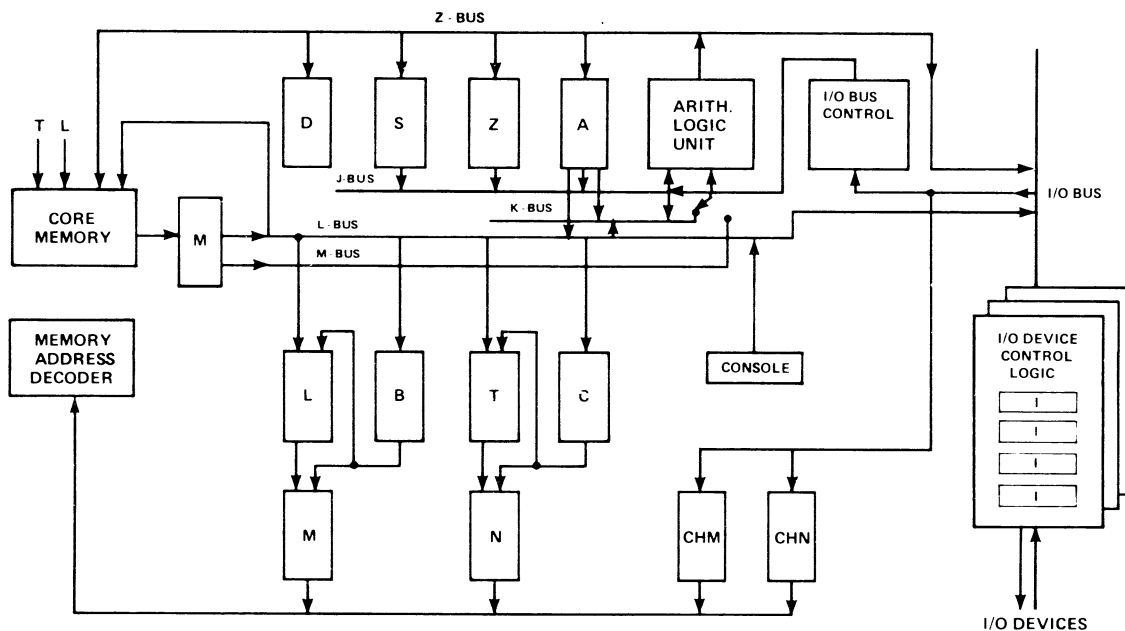 Z - BUS
D
S
Z
A
ARITH.
LOGIC
UNIT
I/O BUS
CONTROL
T L
J-BUS
I/O BUS
K - BUS
CORE
MEMORY
M
L - BUS
M - BUS
MEMORY
ADDRESS
DECODER
L
B
T
C
CONSOLE
I/O DEVICE
CONTROL
LOGIC
I
I
I
I
M
N
CHM
CHN
I/O DEVICES